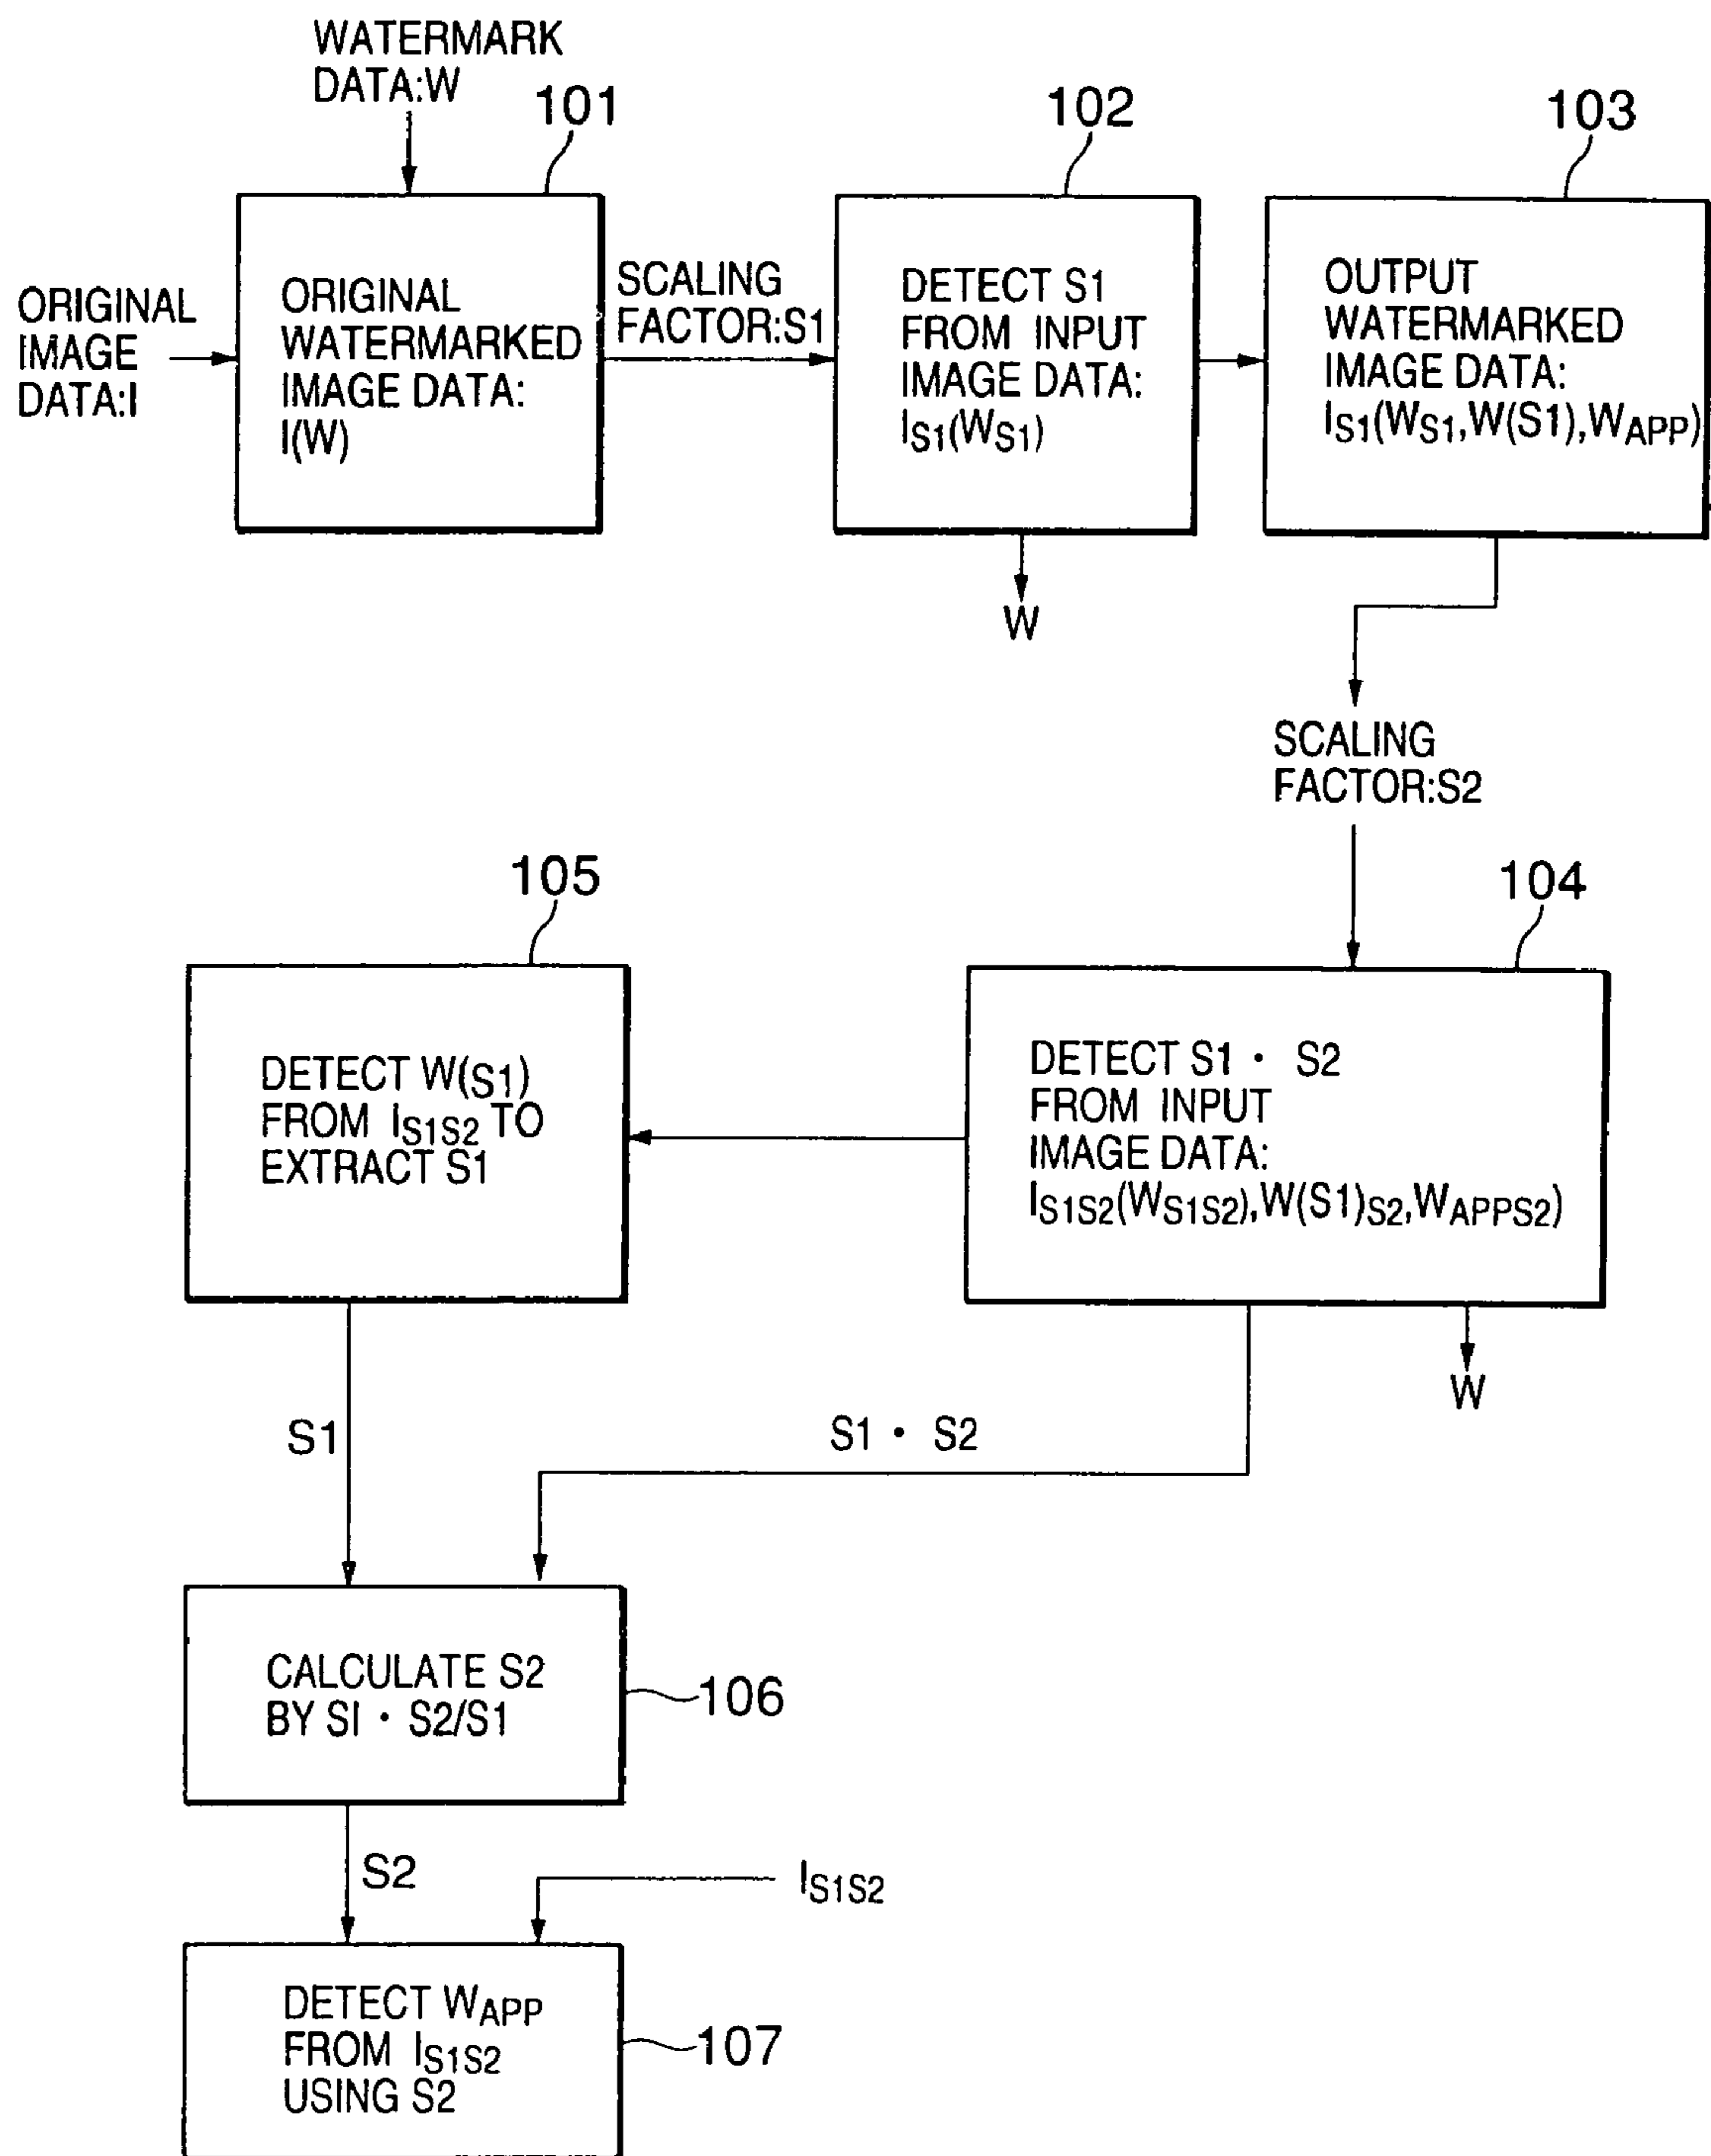 WATERMARK
DATA:W
101
102
103
ORIGINAL
IMAGE
DATA:I
ORIGINAL
WATERMARKED
IMAGE DATA:
I(W)
SCALING
FACTOR:S1
DETECT S1
FROM INPUT
IMAGE DATA:
IS1(WS1)
OUTPUT
WATERMARKED
IMAGE DATA:
IS1(WS1,W(S1),WAPP)
W
SCALING
FACTOR:S2
105
104
DETECT W(S1)
FROM IS1S2 TO
EXTRACT S1
DETECT S1 · S2
FROM INPUT
IMAGE DATA:
IS1S2(WS1S2),W(S1)S2,WAPPS2)
W
S1
S1 · S2
CALCULATE S2
BY SI · S2/S1
106
S2
IS1S2
DETECT WAPP
FROM IS1S2
USING S2
107